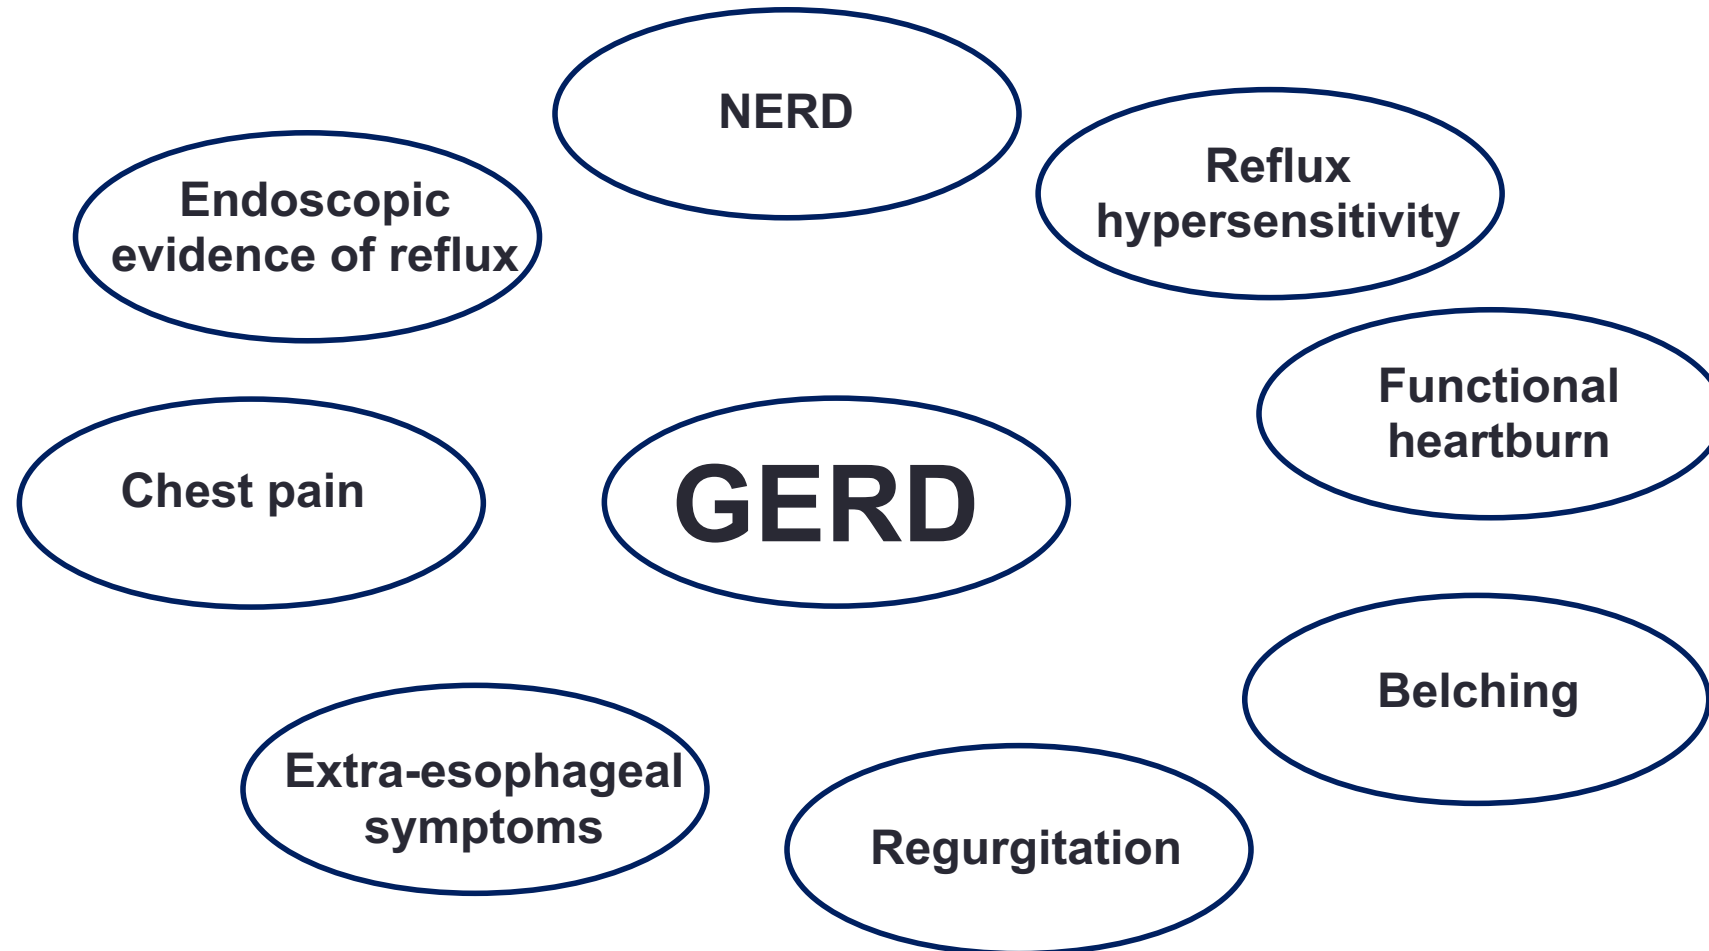 NERD
Reflux
hypersensitivity
Endoscopic
evidence of reflux
Functional
heartburn
Chest pain
GERD
Belching
Extra-esophageal
symptoms
Regurgitation